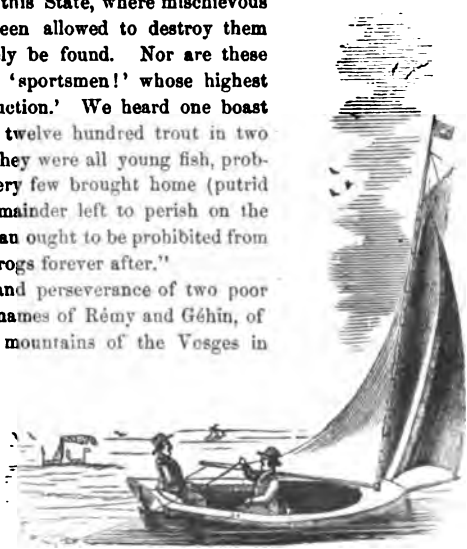 this State, where mischievous
een allowed to destroy them
ely be found. Nor are these
'sportsmen!' whose highest
uction.' We heard one boast
twelve hundred trout in two
hey were all young fish, prob-
ery few brought home (putrid
mainder left to perish on the
an ought to be prohibited from
rogs forever after."
and perseverance of two poor
names of Rémy and Géhin, of
mountains of the Vosges in